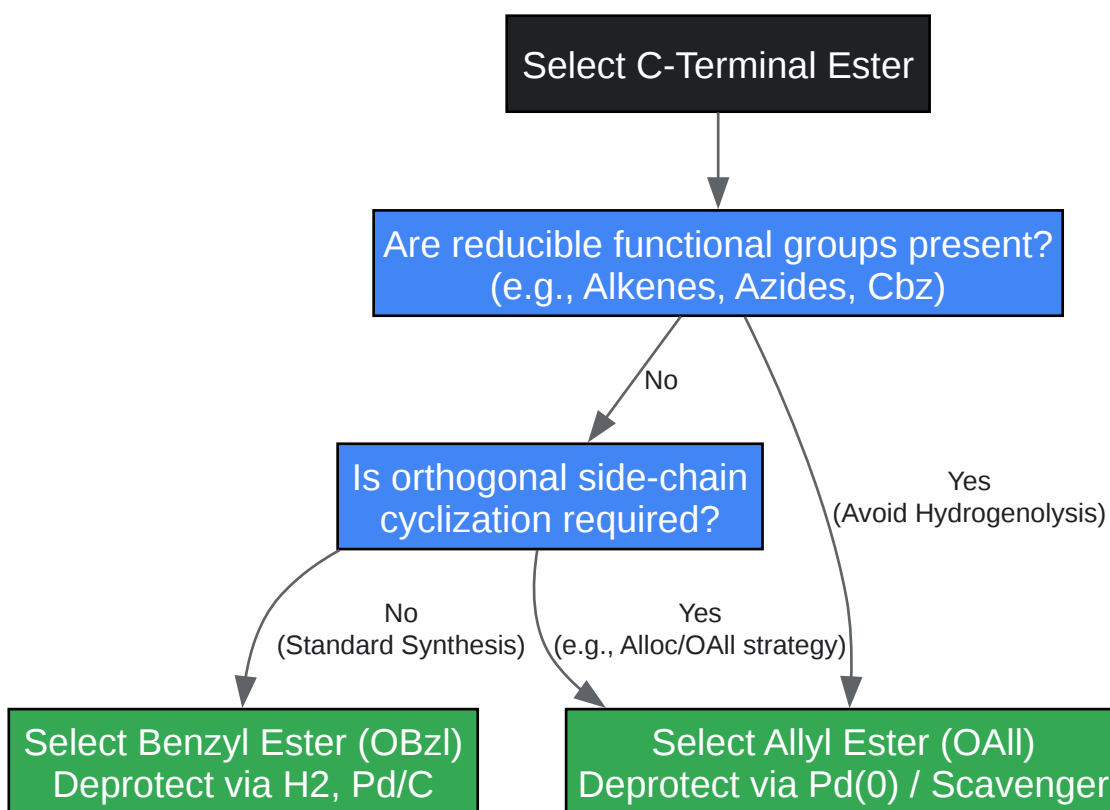 Select C-Terminal Ester
Are reducible functional groups present?
(e.g., Alkenes, Azides, Cbz)
No
Is orthogonal side-chain
cyclization required?
Yes
(Avoid Hydrogenolysis)
No
(Standard Synthesis)
Yes
(e.g., Alloc/OAll strategy)
Select Benzyl Ester (OBzl)
Deprotect via H2, Pd/C
Select Allyl Ester (OAll)
Deprotect via Pd(0) / Scavenger